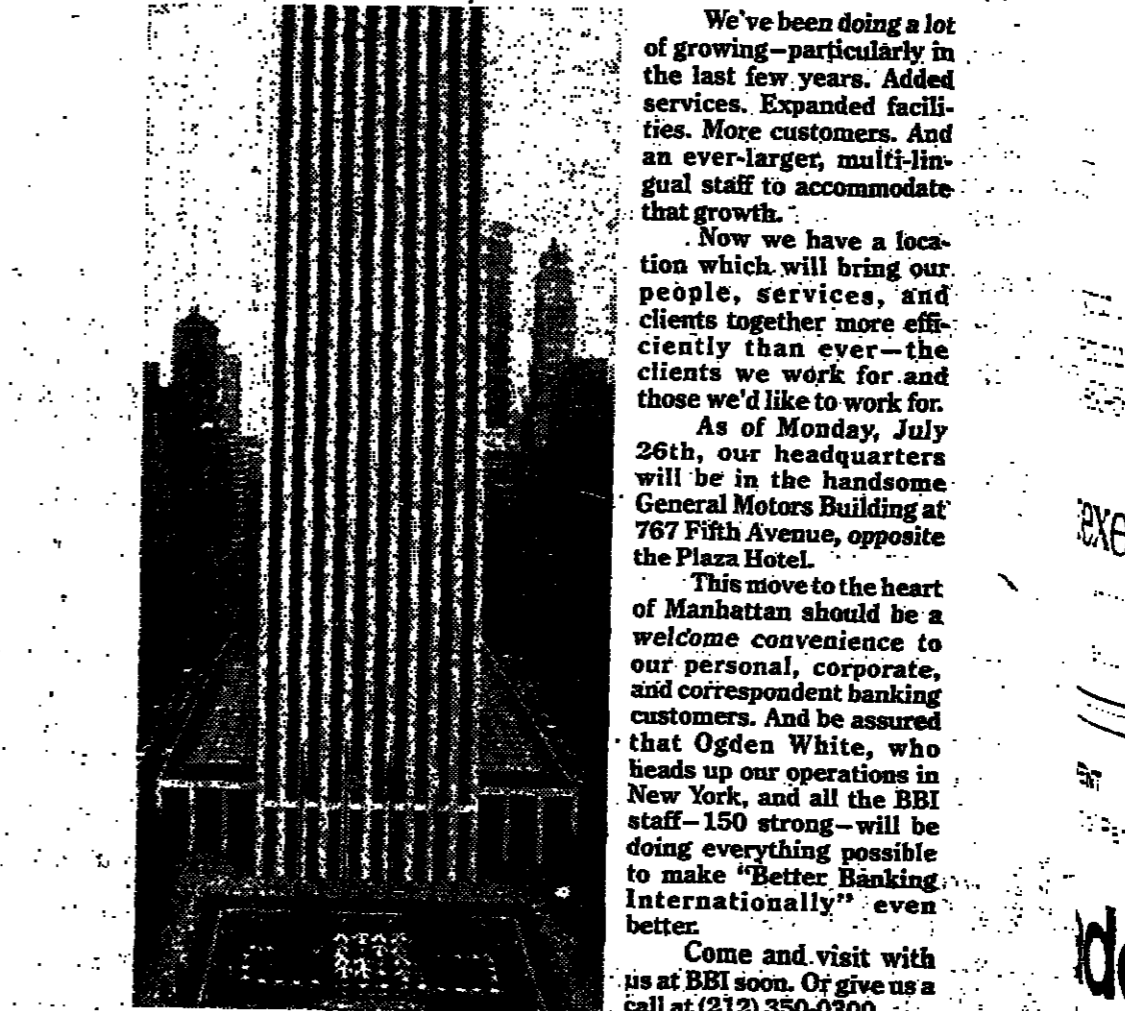 We've been doing a lot
of growing—particularly in
the last few years. Added
services. Expanded facili-
ties. More customers. And
an ever-larger, multi-lin-
gual staff to accommodate
that growth.
Now we have a loca-
tion which will bring our
people, services, and
clients together more effi-
ciently than ever—the
clients we work for and
those we'd like to work for.
As of Monday, July
26th, our headquarters
will be in the handsome
General Motors Building at
767 Fifth Avenue, opposite
the Plaza Hotel.
This move to the heart
of Manhattan should be a
welcome convenience to
our personal, corporate,
and correspondent banking
customers. And be assured
that Ogden White, who
heads up our operations in
New York, and all the BBI
staff—150 strong—will be
doing everything possible
to make “Better Banking
Internationally” even
better.
Come and visit with
us at BBI soon. Or give us a
call at (212) 350-0300